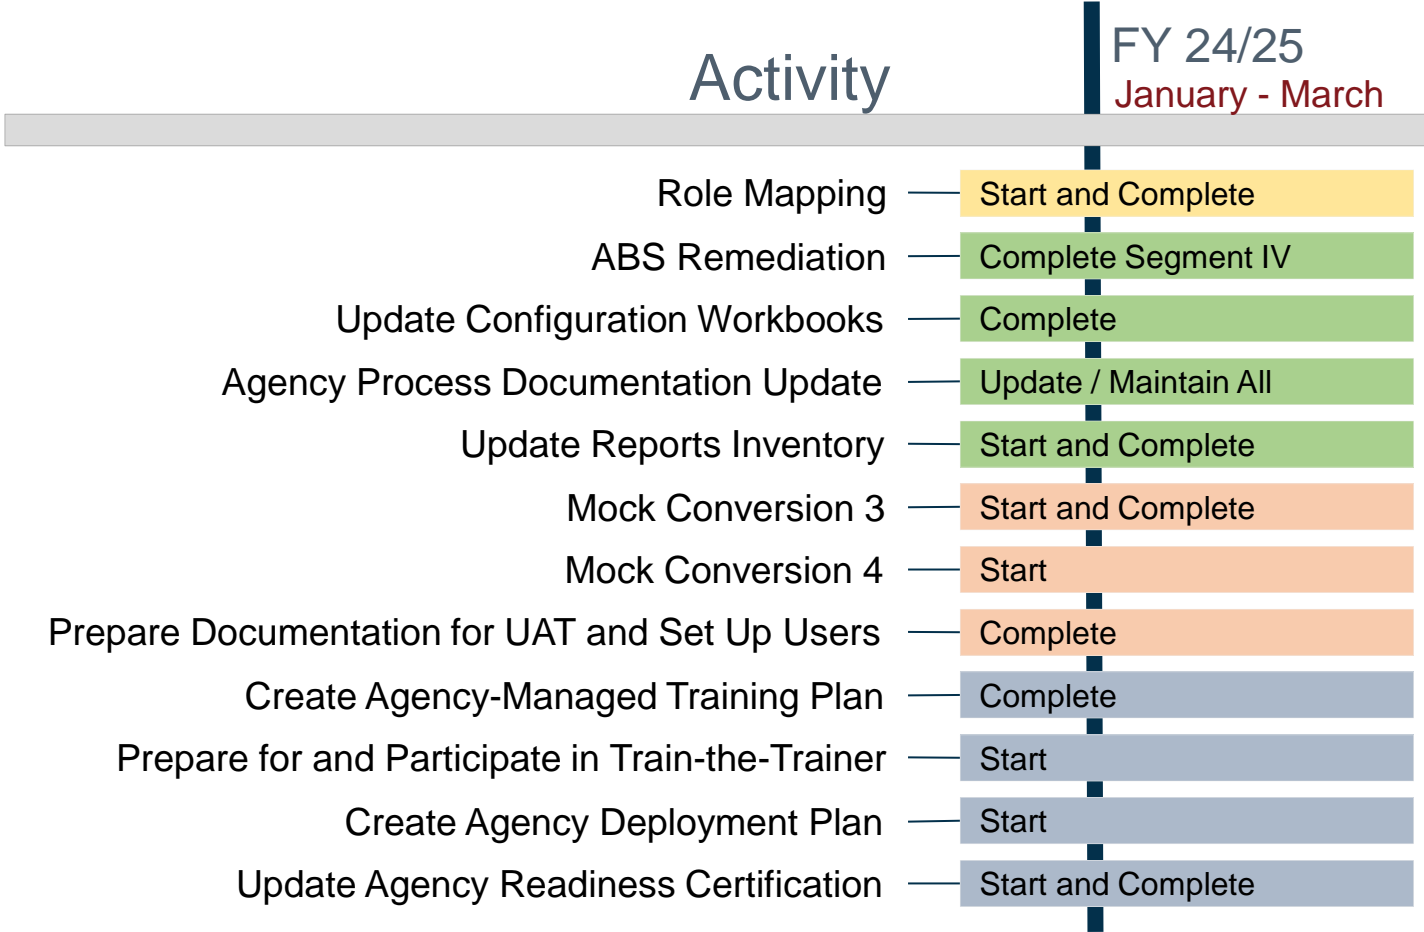 Activity
FY 24/25
January - March
Role Mapping
Start and Complete
ABS Remediation
Complete Segment IV
Update Configuration Workbooks
Complete
Agency Process Documentation Update
Update / Maintain All
Update Reports Inventory
Start and Complete
Mock Conversion 3
Start and Complete
Mock Conversion 4
Start
Prepare Documentation for UAT and Set Up Users
Complete
Create Agency-Managed Training Plan
Complete
Prepare for and Participate in Train-the-Trainer
Start
Create Agency Deployment Plan
Start
Update Agency Readiness Certification
Start and Complete